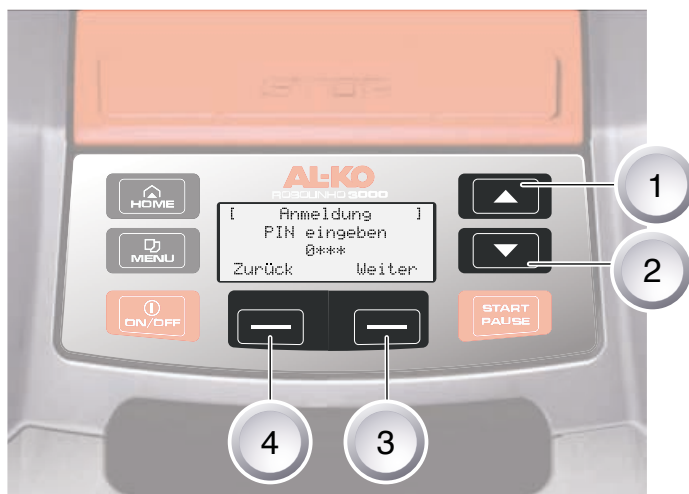 STOP
AL-KO
ROBOLINHO 3000
HOME
[ Anmeldung ]
PIN eingeben
0***
Zurück Weiter
MENU
ON/OFF
START
PAUSE
1
2
3
4